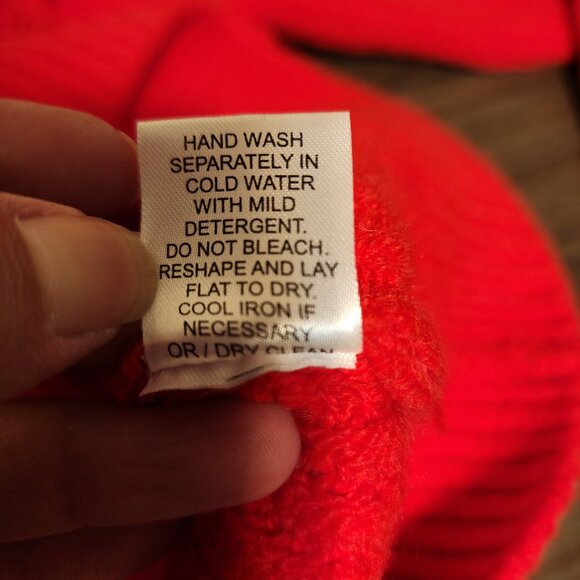 HAND WASH
SEPARATELY IN
COLD WATER
WITH MILD
DETERGENT.
DO NOT BLEACH.
RESHAPE AND LAY
FLAT TO DRY.
COOL IRON IF
NECESSARY
OR / DRY CLEAN